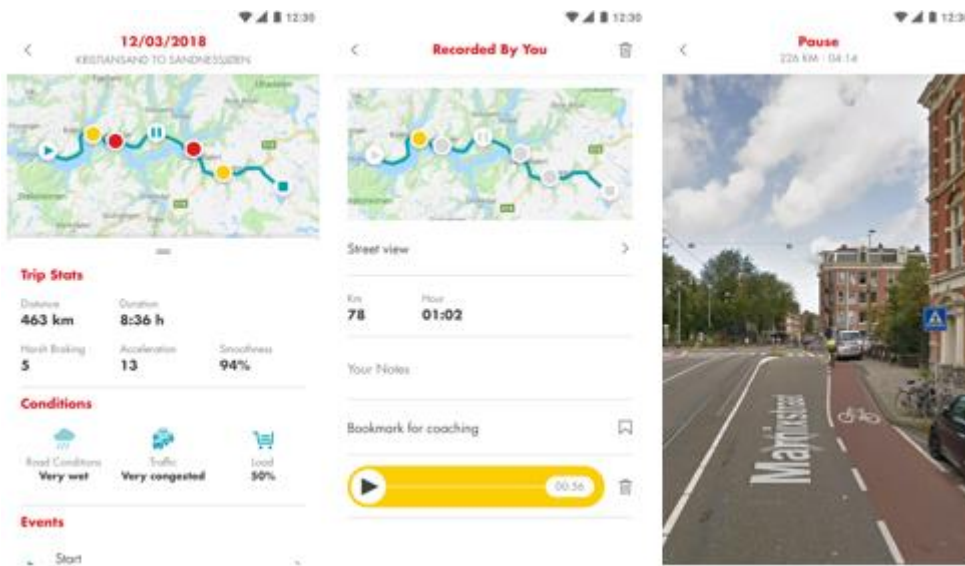 12:30
12/03/2018
KRISTIANSAND TO SANDNESSJØEN
Trip Stats
Distance
Duration
463 km
8:36 h
Harsh Braking
Acceleration
Smoothness
5
13
94%
Conditions
Road Conditions
Traffic
Load
Very wet
Very congested
50%
Events
Start
12:30
Recorded By You
Street view
Km
Hour
78
01:02
Your Notes
Bookmark for coaching
00:56
12:30
Pause
226 KM · 04:14
Marnixstraat